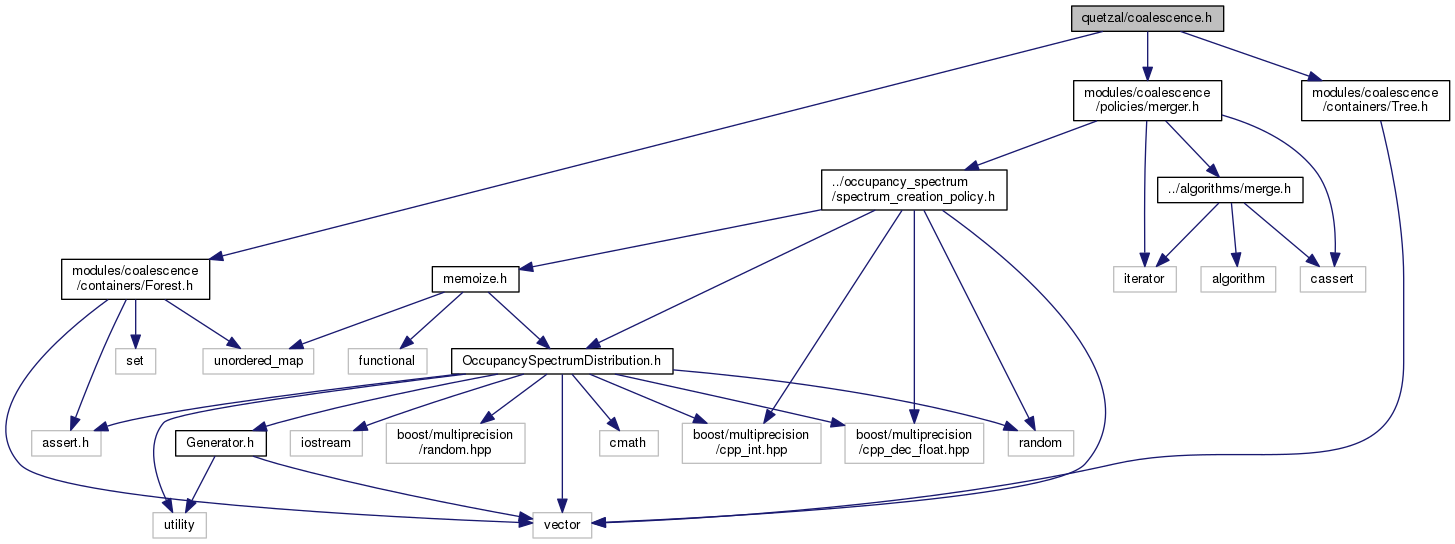 quetzal/coalescence.h
modules/coalescence
/policies/merger.h
modules/coalescence
/containers/Tree.h
../occupancy_spectrum
/spectrum_creation_policy.h
../algorithms/merge.h
modules/coalescence
/containers/Forest.h
memoize.h
iterator
algorithm
cassert
set
unordered_map
functional
OccupancySpectrumDistribution.h
assert.h
Generator.h
iostream
boost/multiprecision
/random.hpp
cmath
boost/multiprecision
/cpp_int.hpp
boost/multiprecision
/cpp_dec_float.hpp
random
utility
vector